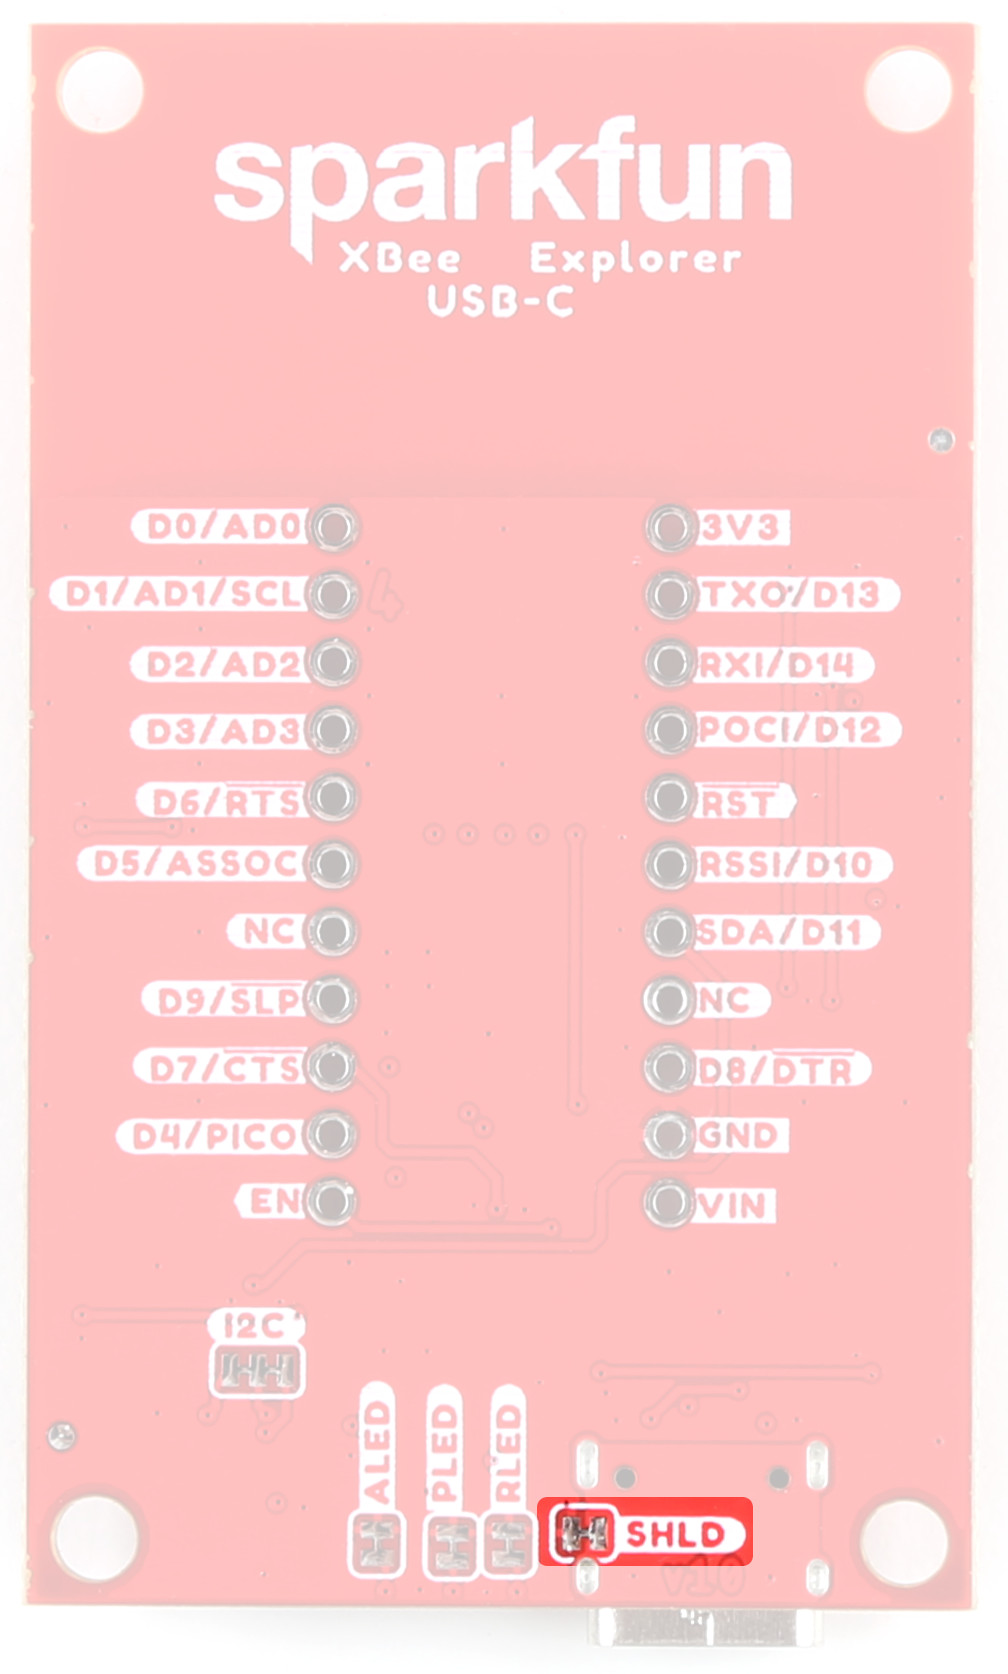 sparkfun
XBee Explorer
USB-C
D0/AD0 3V3
4
D1/AD1/SCL TXO/D13
D2/AD2 RXI/D14
D3/AD3 POCI/D12
D6/RTS RST
D5/ASSOC RSSI/D10
NC SDA/D11
D9/SLP NC
D7/CTS D8/DTR
D4/PICO GND
EN VIN
I2C
ALED
PLED
RLED
SHLD
v10